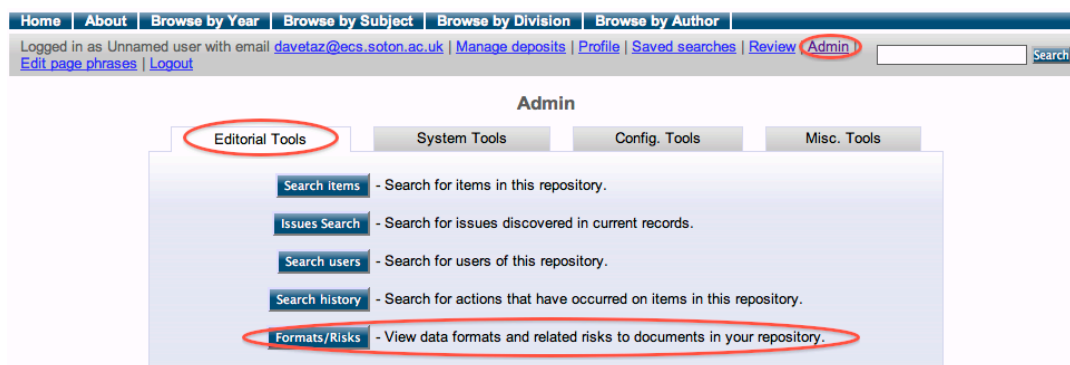 Home | About | Browse by Year | Browse by Subject | Browse by Division | Browse by Author |
Logged in as Unnamed user with email davetaz@ecs.soton.ac.uk | Manage deposits | Profile | Saved searches | Review | Admin |
Edit page phrases | Logout
Search
Admin
Editorial Tools
System Tools
Config. Tools
Misc. Tools
Search items - Search for items in this repository.
Issues Search - Search for issues discovered in current records.
Search users - Search for users of this repository.
Search history - Search for actions that have occurred on items in this repository.
Formats/Risks - View data formats and related risks to documents in your repository.